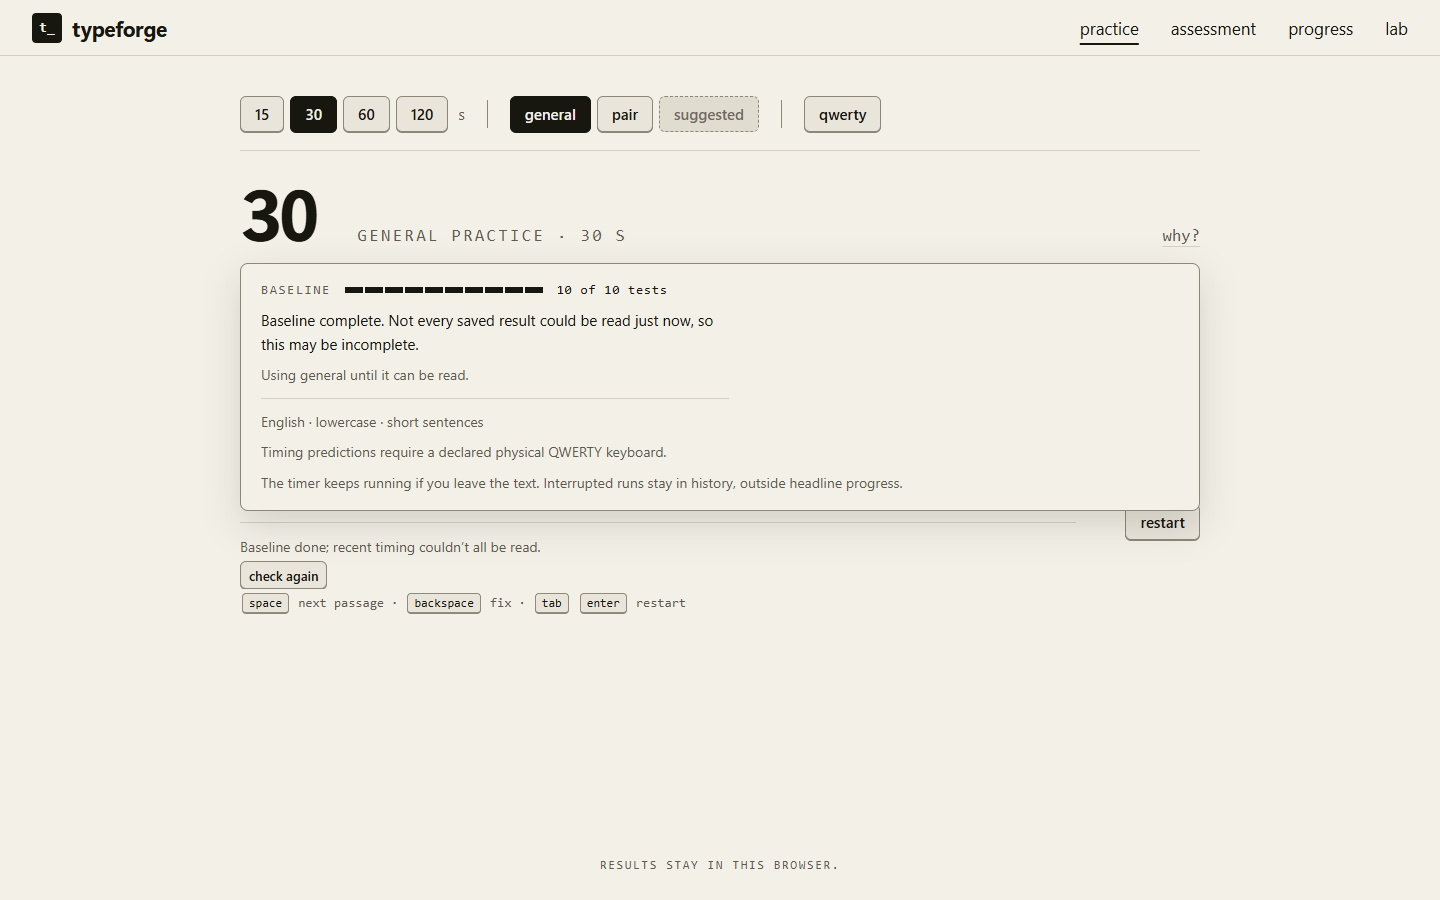 t_ typeforge practice assessment progress lab
15 30 60 120 s general pair suggested qwerty
30 GENERAL PRACTICE · 30 S why?
BASELINE 10 of 10 tests
Baseline complete. Not every saved result could be read just now, so
this may be incomplete.
Using general until it can be read.
English · lowercase · short sentences
Timing predictions require a declared physical QWERTY keyboard.
The timer keeps running if you leave the text. Interrupted runs stay in history, outside headline progress.
restart
Baseline done; recent timing couldn’t all be read.
check again
space next passage · backspace fix · tab enter restart
RESULTS STAY IN THIS BROWSER.